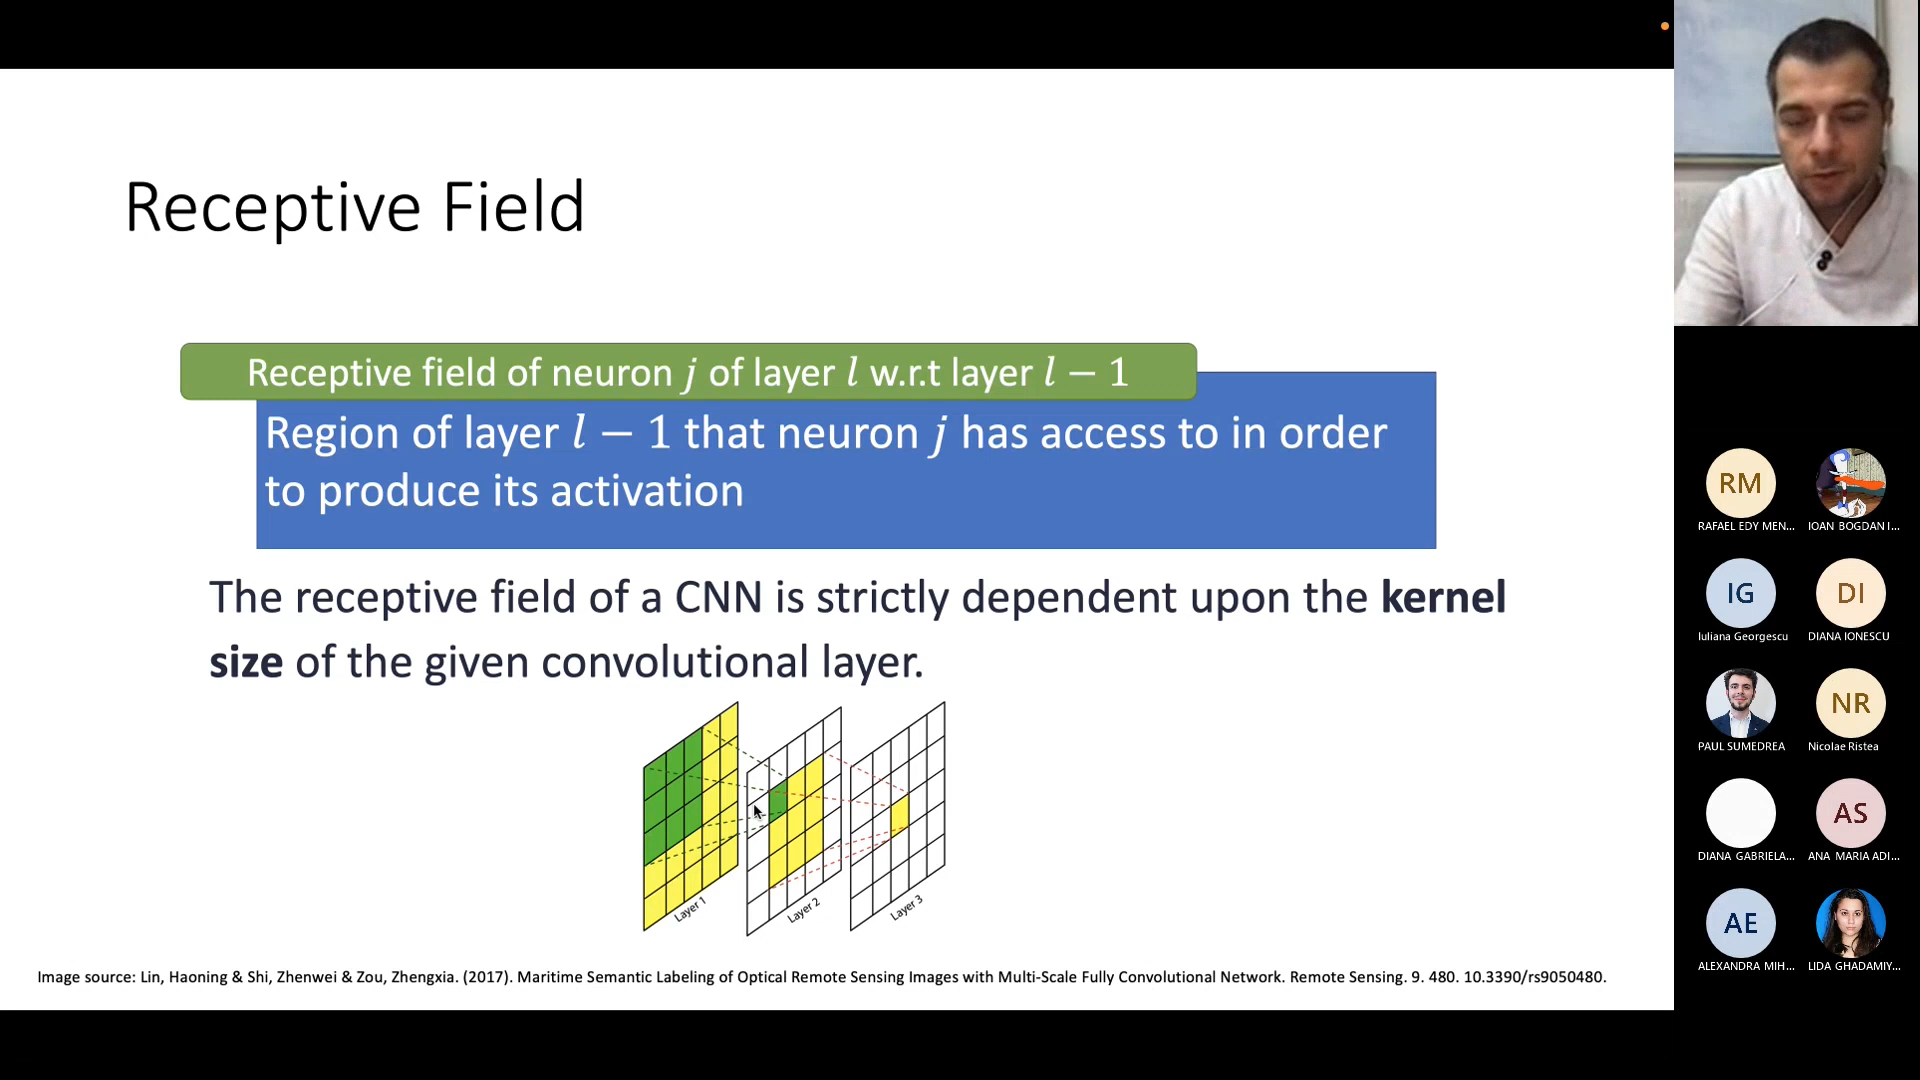 Receptive Field
Receptive field of neuron j of layer l w.r.t layer l − 1
Region of layer l − 1 that neuron j has access to in order
to produce its activation
The receptive field of a CNN is strictly dependent upon the kernel
size of the given convolutional layer.
Layer 1
Layer 2
Layer 3
Image source: Lin, Haoning & Shi, Zhenwei & Zou, Zhengxia. (2017). Maritime Semantic Labeling of Optical Remote Sensing Images with Multi-Scale Fully Convolutional Network. Remote Sensing. 9. 480. 10.3390/rs9050480.
RM
RAFAEL EDY MEN...
IOAN BOGDAN I...
IG
DI
Iuliana Georgescu
DIANA IONESCU
NR
PAUL SUMEDREA
Nicolae Ristea
AS
DIANA GABRIELA...
ANA MARIA ADI...
AE
ALEXANDRA MIH...
LIDA GHADAMIY...